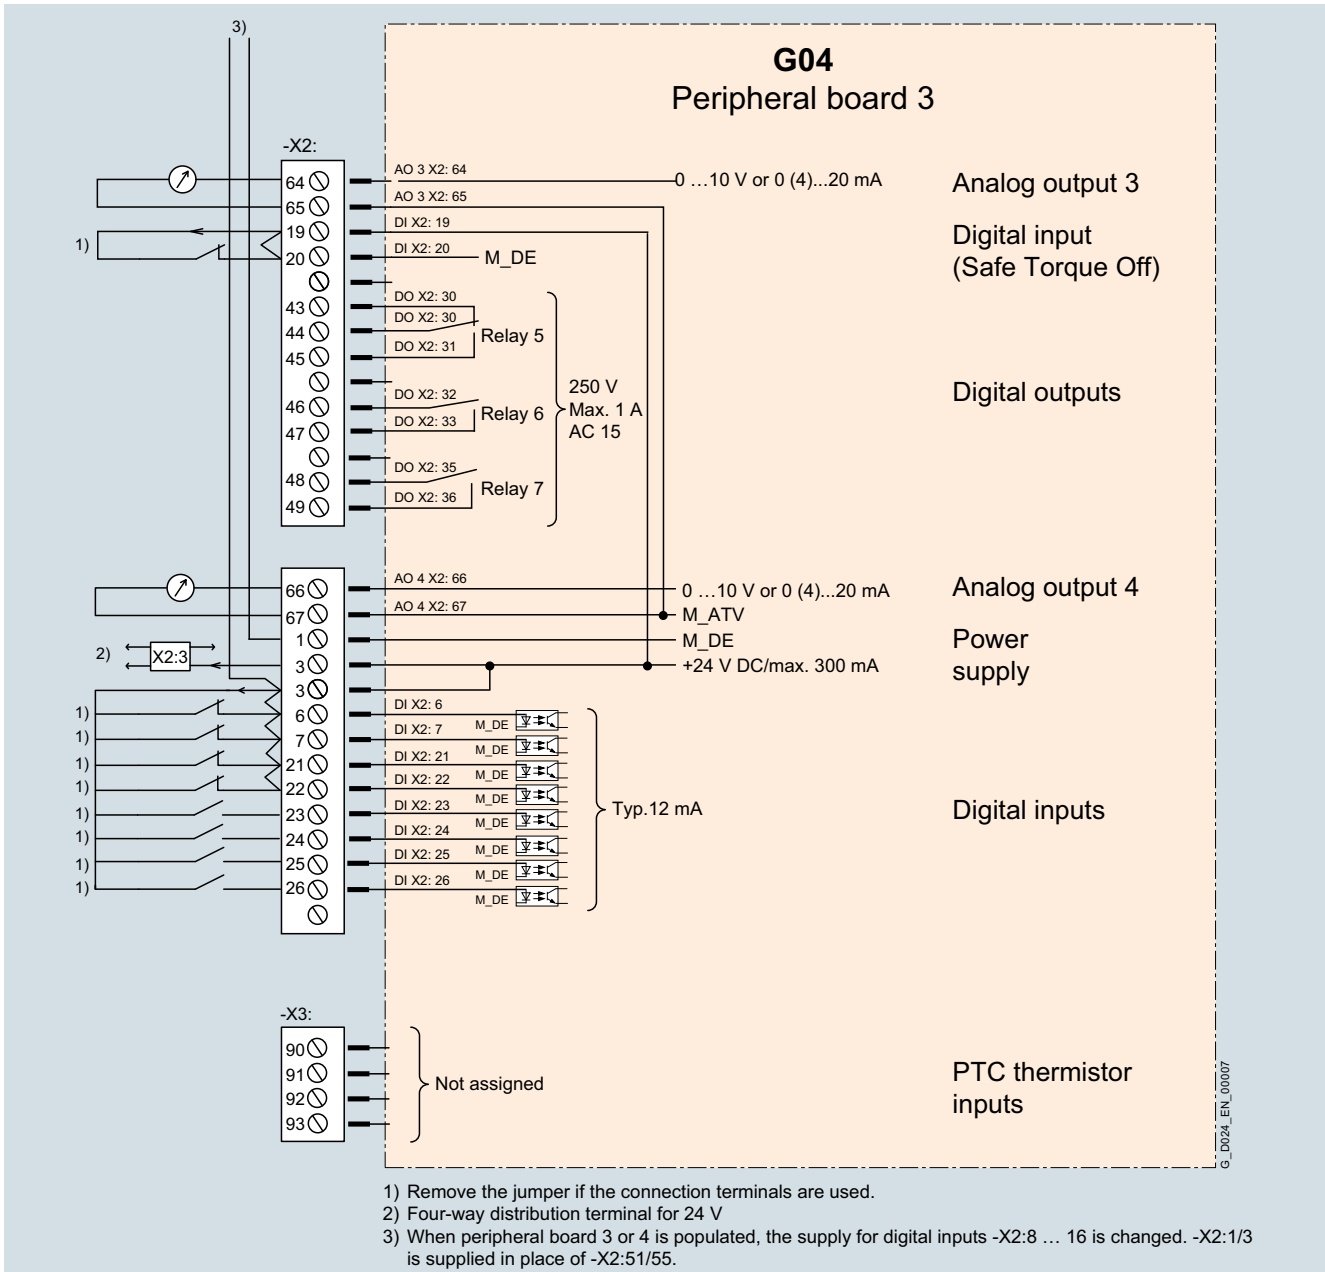 3)
G04
Peripheral board 3
-X2:
64 AO 3 X2: 64 0 …10 V or 0 (4)...20 mA Analog output 3
65 AO 3 X2: 65
1) 19 DI X2: 19 Digital input
20 DI X2: 20 M_DE (Safe Torque Off)
43 DO X2: 30
44 DO X2: 30 Relay 5
45 DO X2: 31
250 V
Max. 1 A
AC 15
Digital outputs
46 DO X2: 32 Relay 6
47 DO X2: 33
48 DO X2: 35 Relay 7
49 DO X2: 36
66 AO 4 X2: 66 0 …10 V or 0 (4)...20 mA Analog output 4
67 AO 4 X2: 67 M_ATV
1 M_DE Power
2) X2:3 3 +24 V DC/max. 300 mA supply
3
1) 6 DI X2: 6 M_DE
1) 7 DI X2: 7 M_DE
1) 21 DI X2: 21 M_DE
1) 22 DI X2: 22 M_DE
Typ.12 mA Digital inputs
1) 23 DI X2: 23 M_DE
1) 24 DI X2: 24 M_DE
1) 25 DI X2: 25 M_DE
1) 26 DI X2: 26 M_DE
-X3:
90
91
92
93
Not assigned
PTC thermistor
inputs
G_D024_EN_00007
1) Remove the jumper if the connection terminals are used.
2) Four-way distribution terminal for 24 V
3) When peripheral board 3 or 4 is populated, the supply for digital inputs -X2:8 … 16 is changed. -X2:1/3
is supplied in place of -X2:51/55.